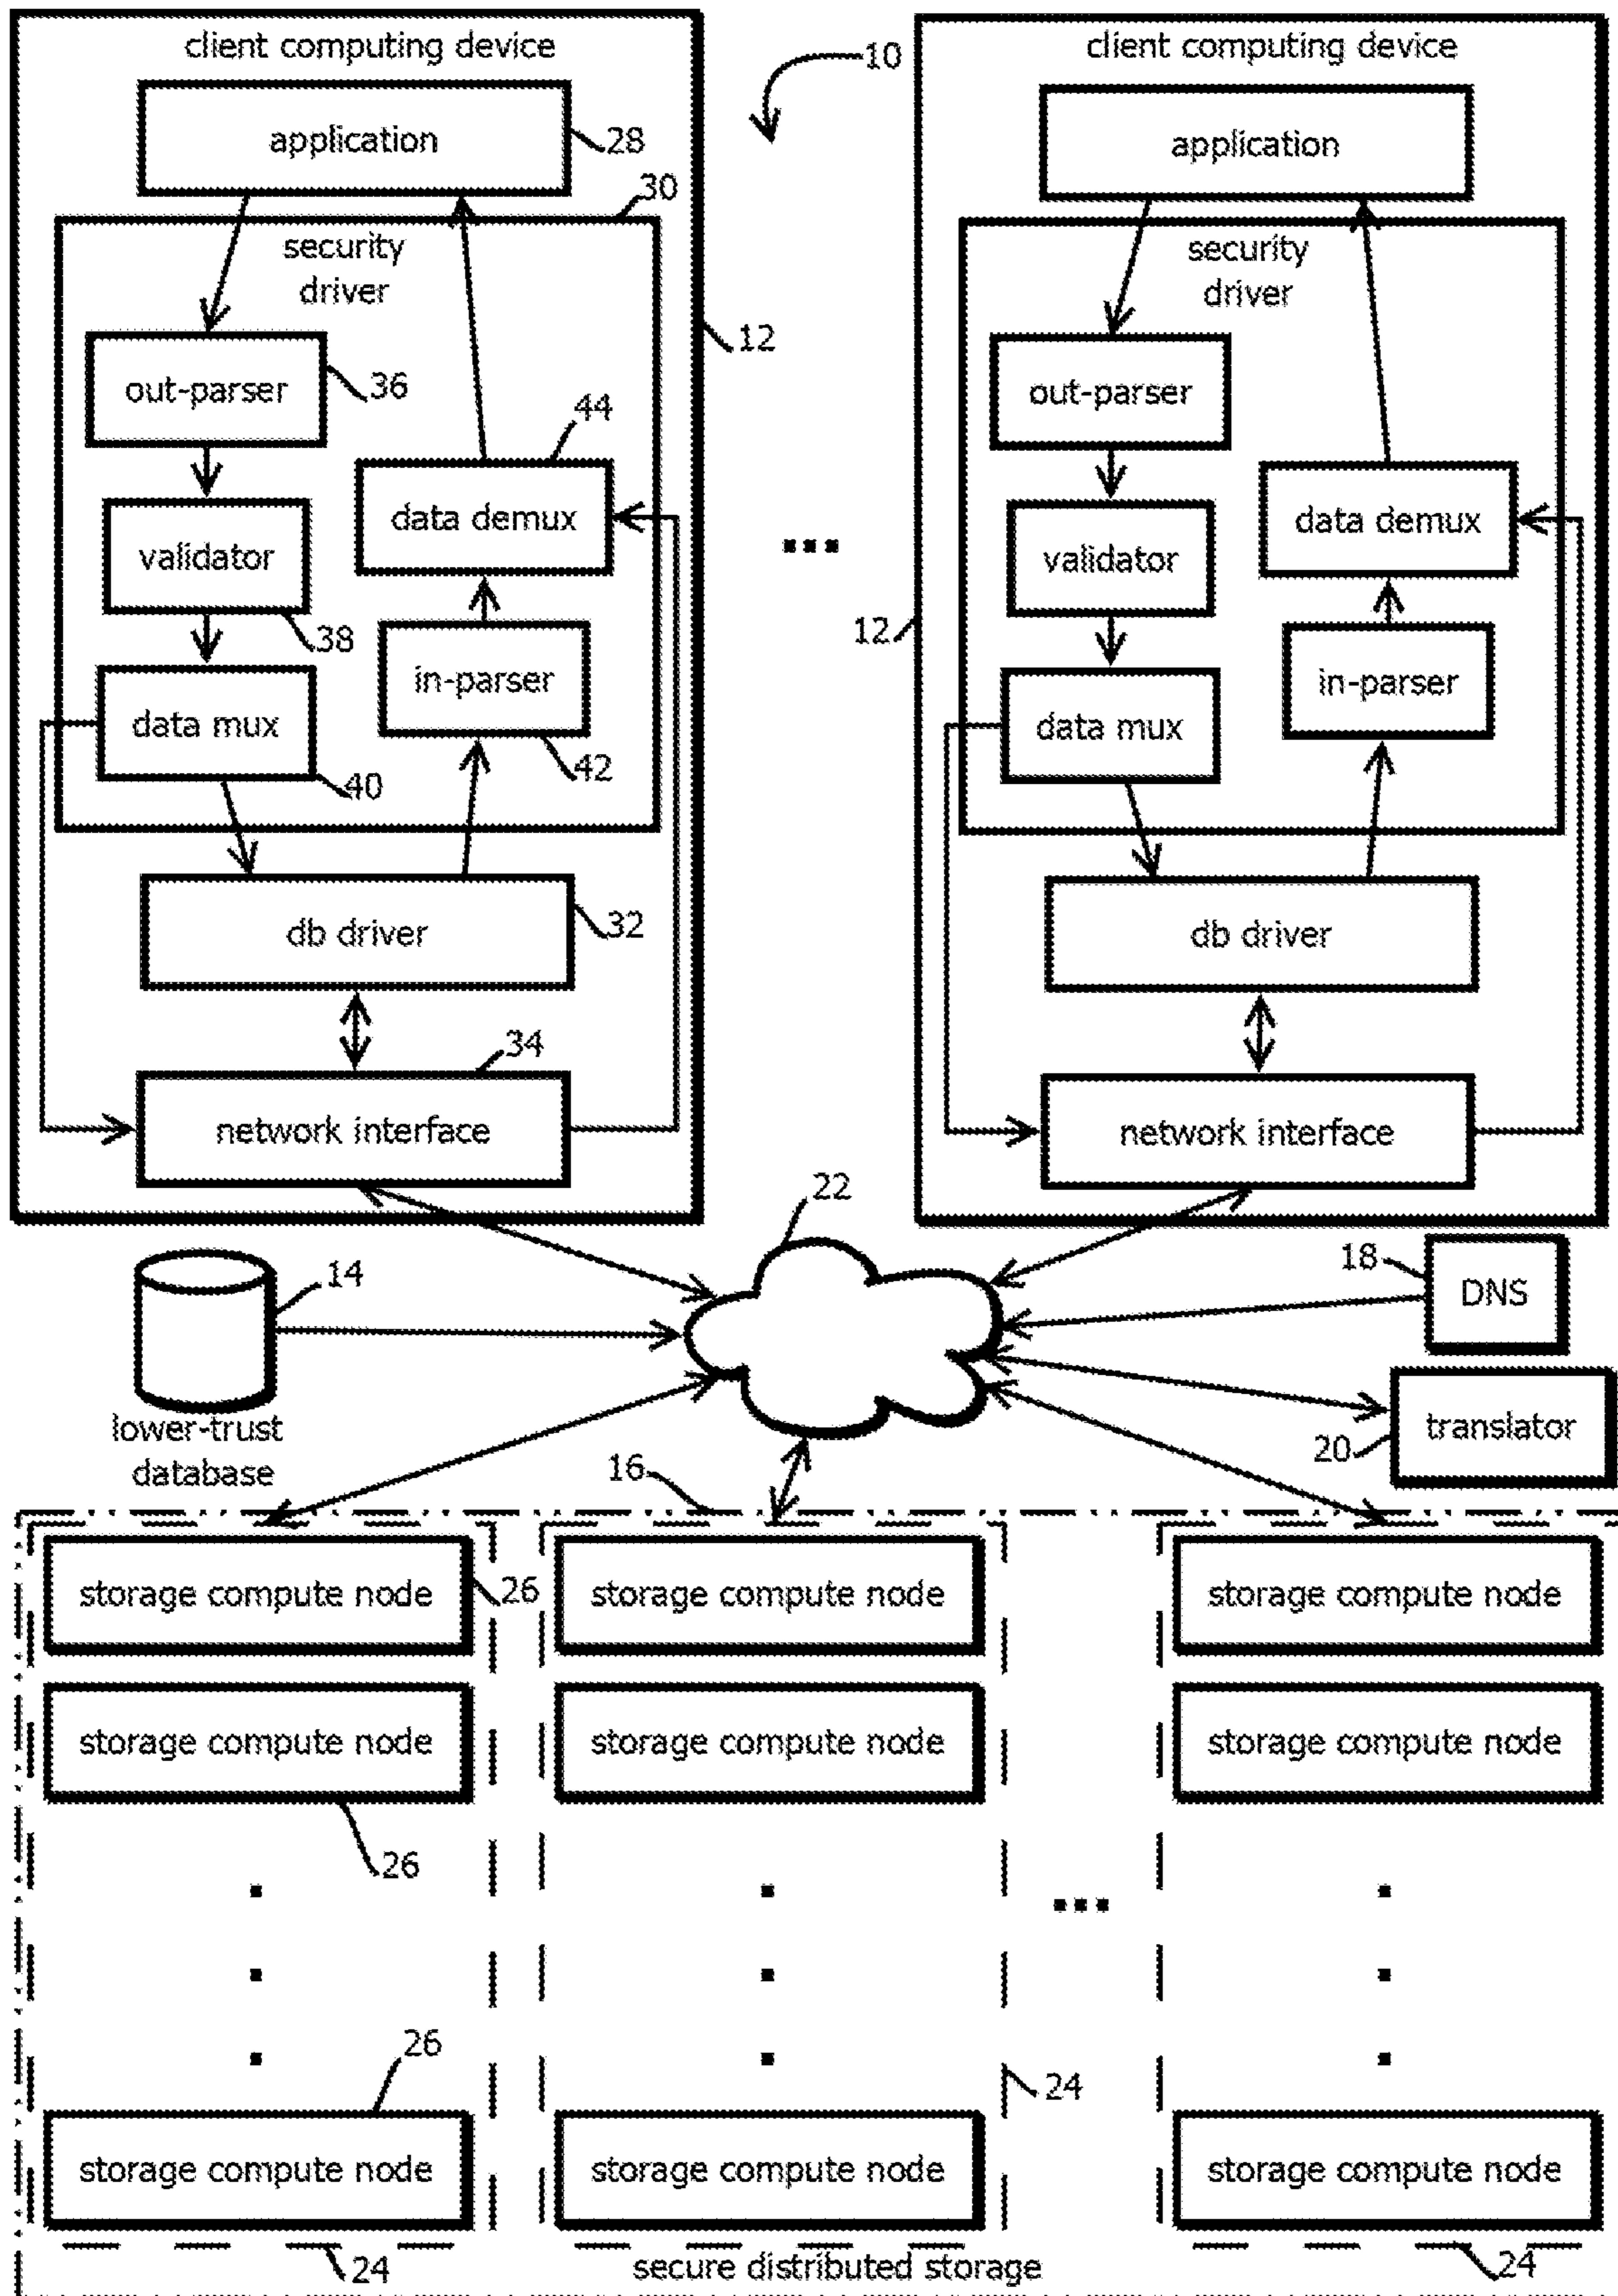 client computing device
application
28
30
security
driver
12
out-parser
36
44
data demux
validator
38
in-parser
data mux
42
40
db driver
32
34
network interface
10
...
client computing device
application
security
driver
out-parser
data demux
validator
12
in-parser
data mux
db driver
network interface
22
14
lower-trust
database
18
DNS
translator
20
16
storage compute node
26
storage compute node
storage compute node
storage compute node
storage compute node
storage compute node
26
...
26
24
storage compute node
storage compute node
storage compute node
24
secure distributed storage
24